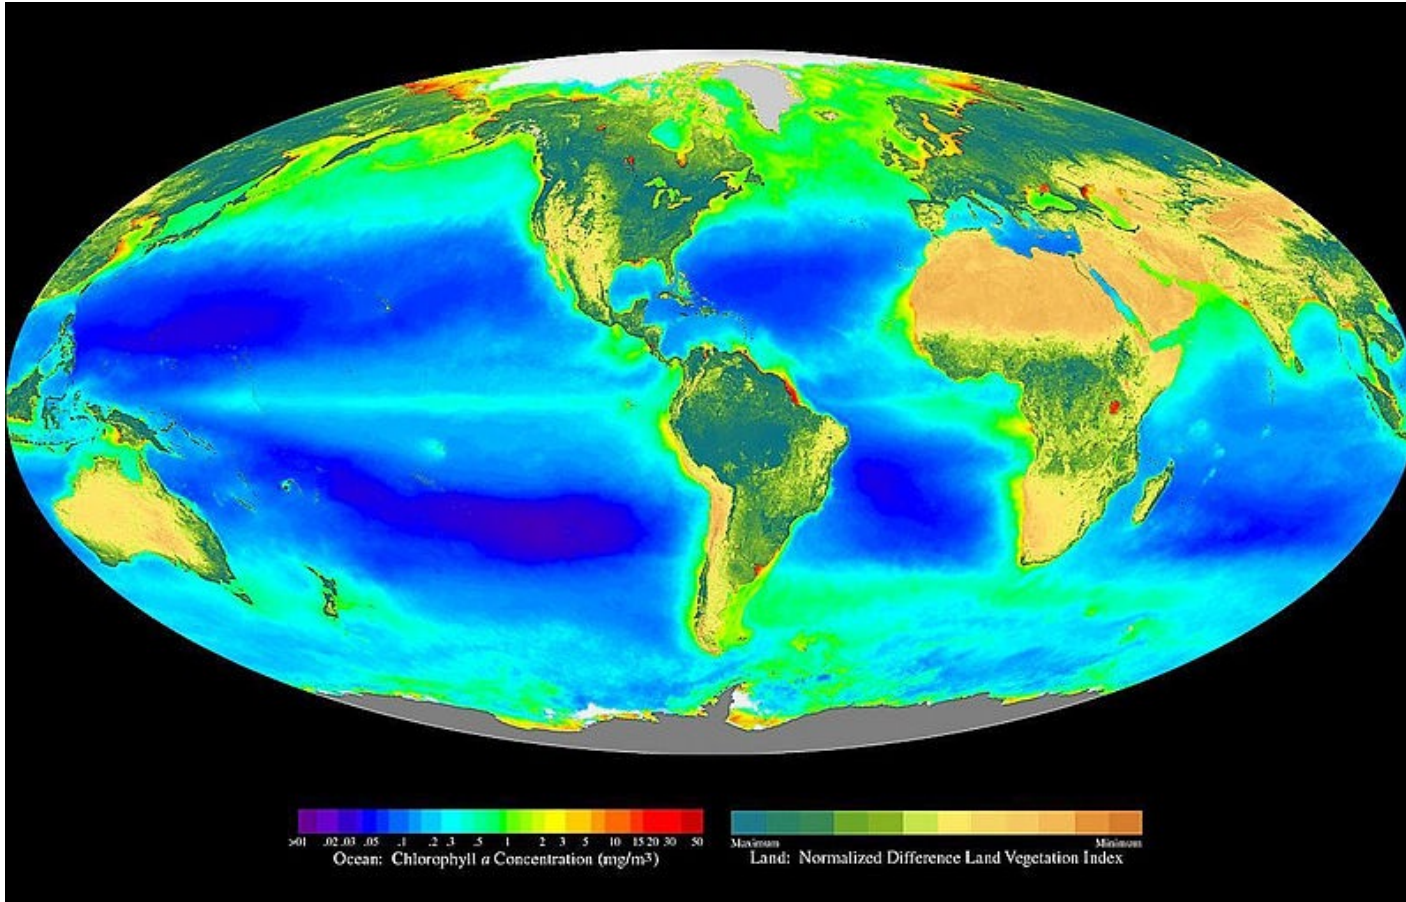 >01 .02 .03 .05 .1 .2 .3 .5 1 2 3 5 10 15 20 30 50
Ocean: Chlorophyll a Concentration (mg/m3)
Maximum Minimum
Land: Normalized Difference Land Vegetation Index